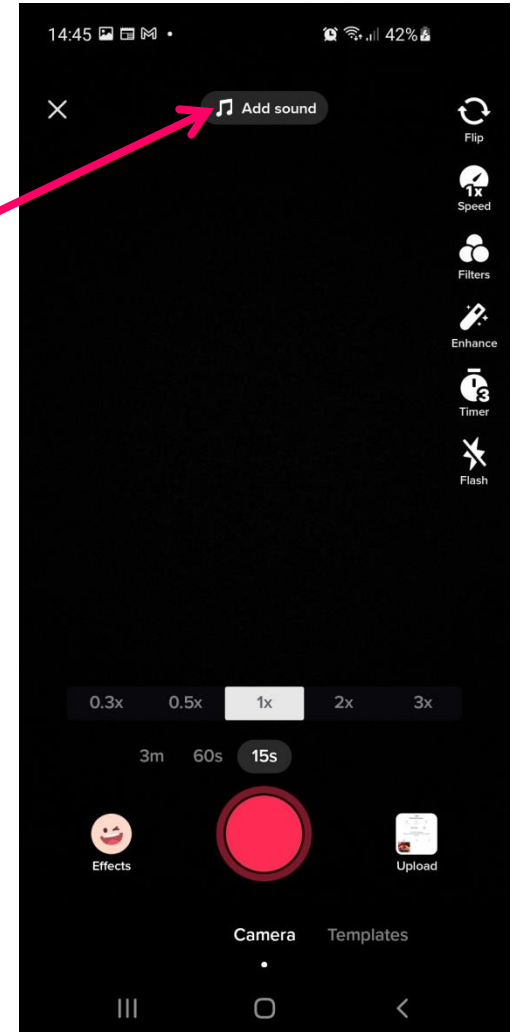 14:45
42%
Add sound
Flip
1x
Speed
Filters
Enhance
3
Timer
Flash
0.3x 0.5x 1x 2x 3x
3m 60s 15s
Effects
Upload
Camera Templates